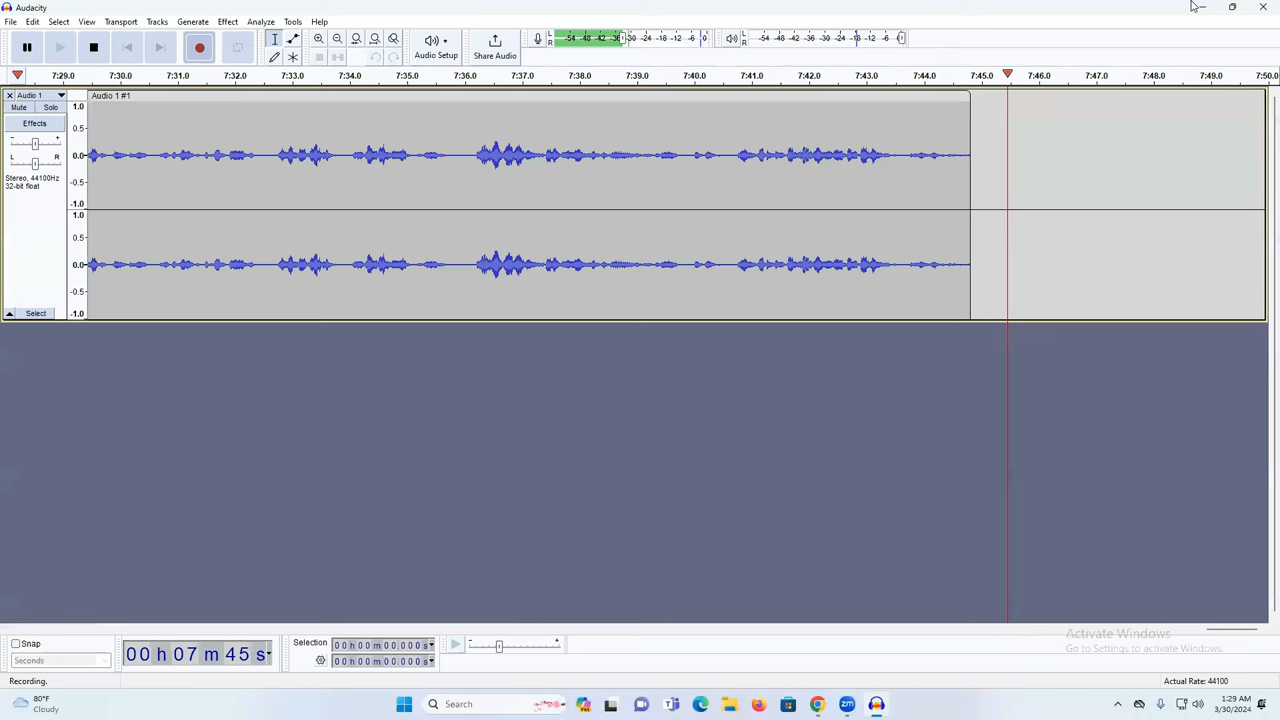 Audacity
File Edit Select View Transport Tracks Generate Effect Analyze Tools Help
Audio Setup
Share Audio
L R -54 -48 -42 -36 -30 -24 -18 -12 -6 0
L R -54 -48 -42 -36 -30 -24 -18 -12 -6 0
7:29.0 7:30.0 7:31.0 7:32.0 7:33.0 7:34.0 7:35.0 7:36.0 7:37.0 7:38.0 7:39.0 7:40.0 7:41.0 7:42.0 7:43.0 7:44.0 7:45.0 7:46.0 7:47.0 7:48.0 7:49.0 7:50.0
Audio 1
Audio 1 #1
Mute Solo
Effects
- +
L R
Stereo, 44100Hz
32-bit float
Select
1.0
0.5
0.0
-0.5
-1.0
1.0
0.5
0.0
-0.5
-1.0
Snap
Seconds
00 h 07 m 45 s
Selection
00 h 00 m 00.000 s
00 h 00 m 00.000 s
- +
Activate Windows
Go to Settings to activate Windows.
Recording.
Actual Rate: 44100
80°F
Cloudy
Search
1:29 AM
3/30/2024